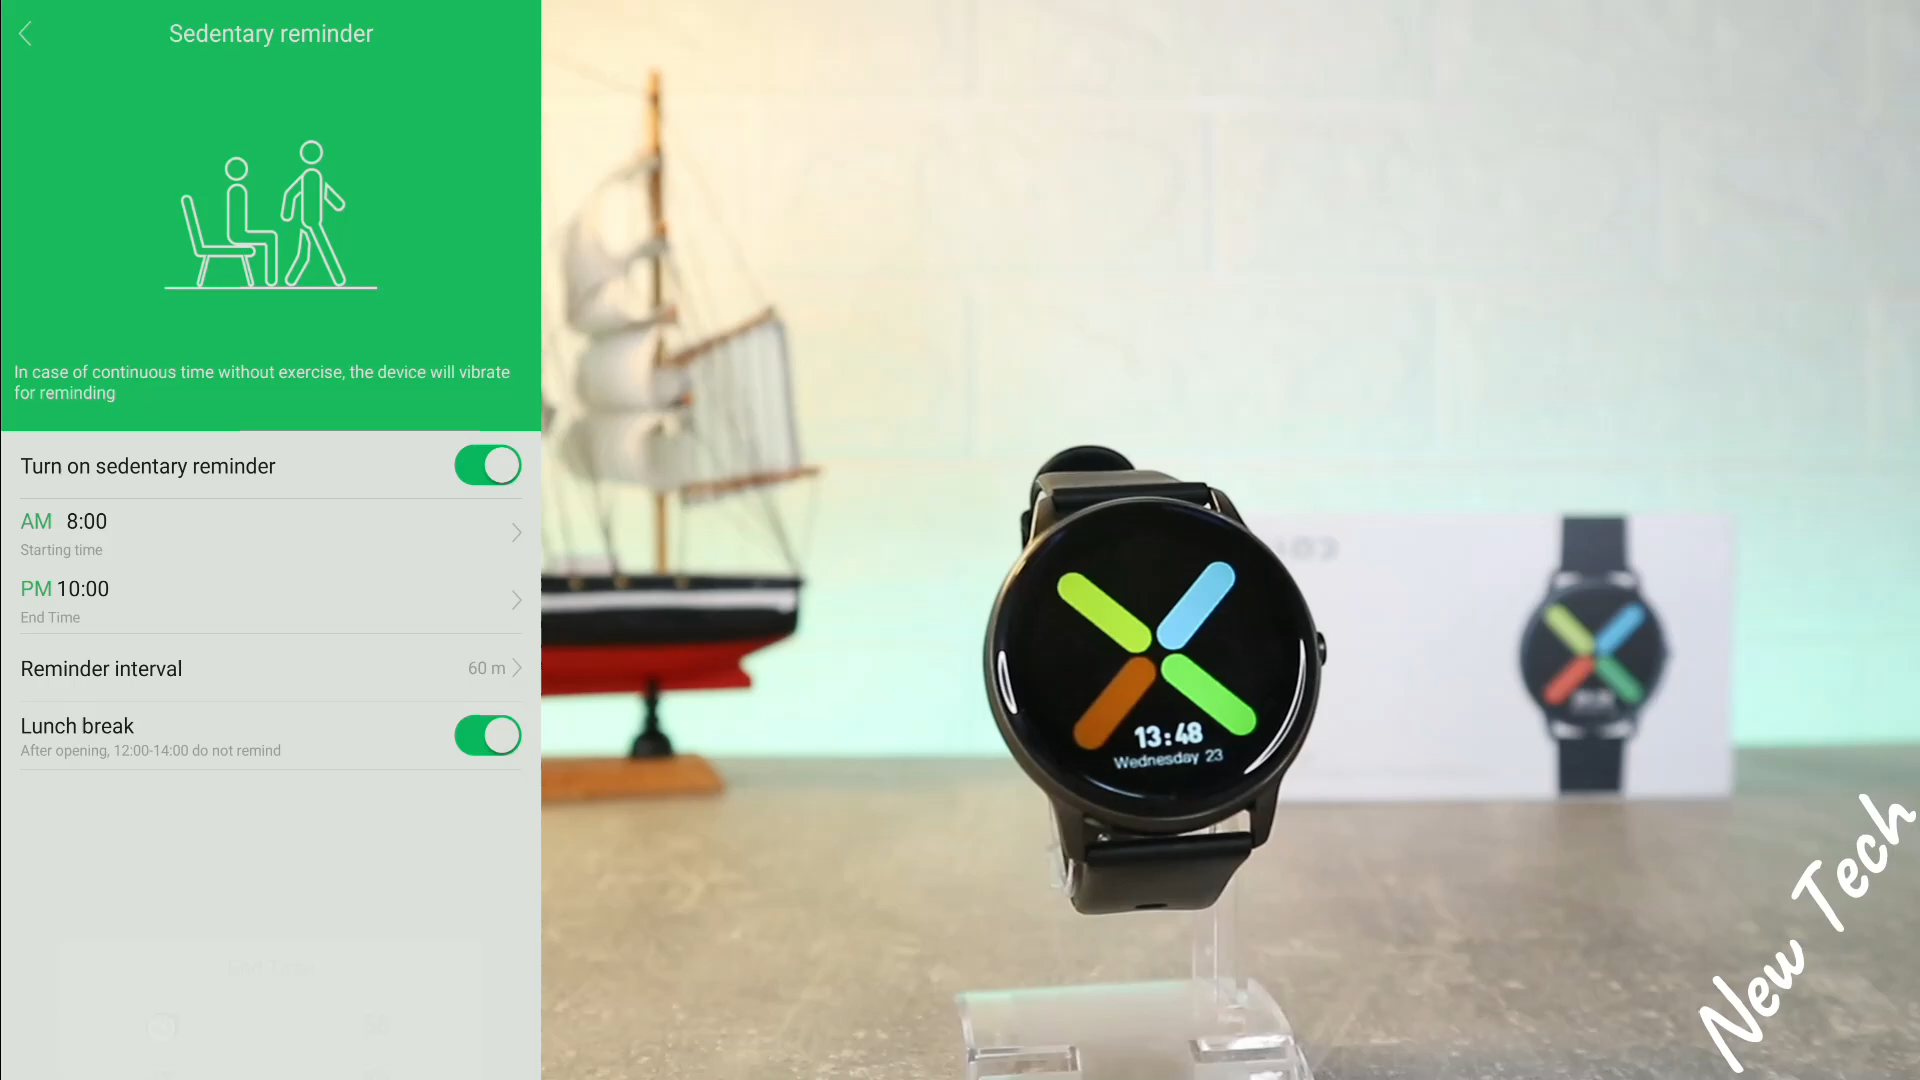 Sedentary reminder
In case of continuous time without exercise, the device will vibrate
for reminding
Turn on sedentary reminder
AM 8:00
Starting time
PM 10:00
End Time
Reminder interval
60 m
Lunch break
After opening, 12:00-14:00 do not remind
13:48
Wednesday 23
New Tech